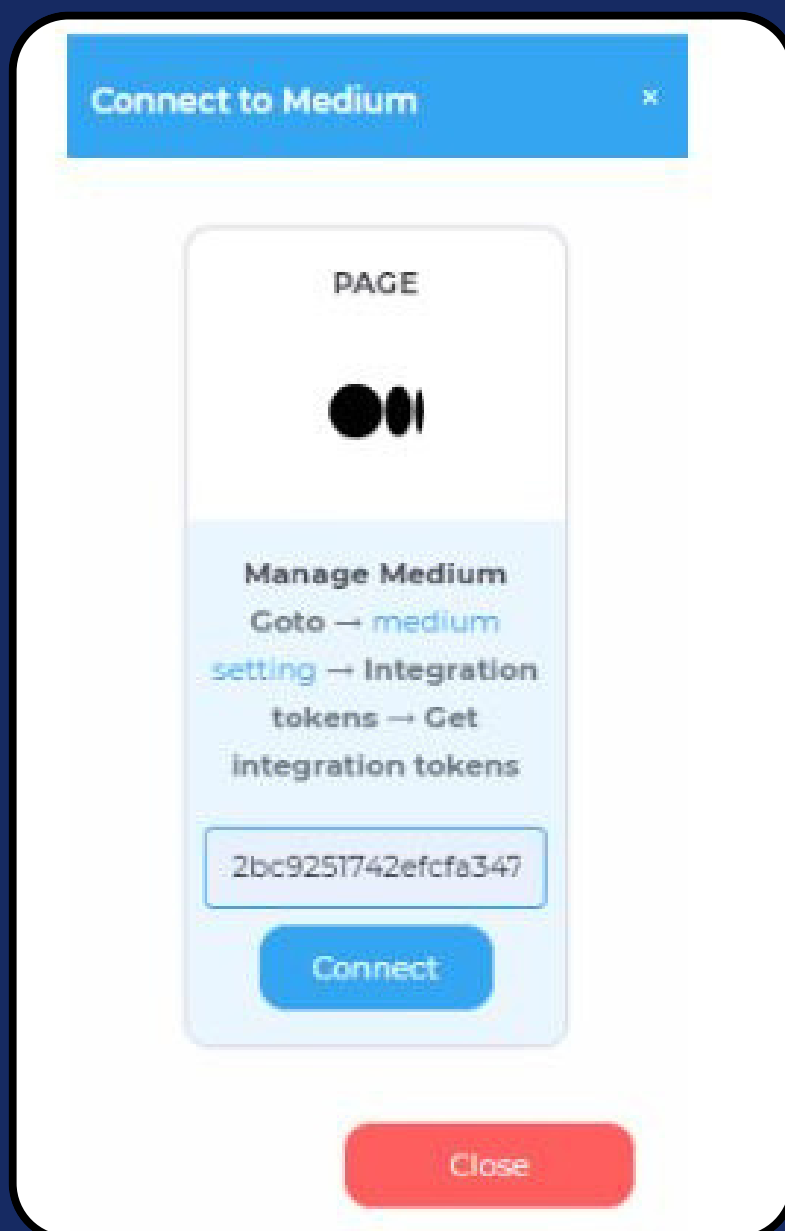 Connect to Medium ×
PAGE
Manage Medium
Goto → medium
setting → Integration
tokens → Get
integration tokens
2bc9251742efcfa347
Connect
Close